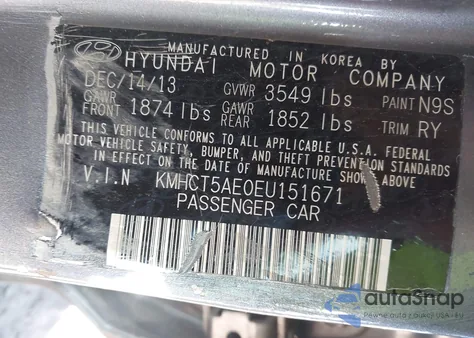 MANUFACTURED IN KOREA BY
HYUNDAI MOTOR COMPANY
DEC/14/13 GVWR 3549 lbs PAINT N9S
GAWR FRONT 1874 lbs GAWR REAR 1852 lbs TRIM RY
THIS VEHICLE CONFORMS TO ALL APPLICABLE U.S.A. FEDERAL
MOTOR VEHICLE SAFETY, BUMPER, AND THEFT PREVENTION STANDARDS
IN EFFECT ON THE DATE OF MANUFACTURE SHOWN ABOVE
V.I.N KMHCT5AE0EU151671
PASSENGER CAR
autoSnap
Pewne auto